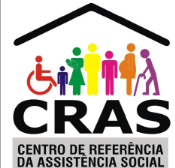 CRAS
CENTRO DE REFERÊNCIA
DA ASSISTÊNCIA SOCIAL